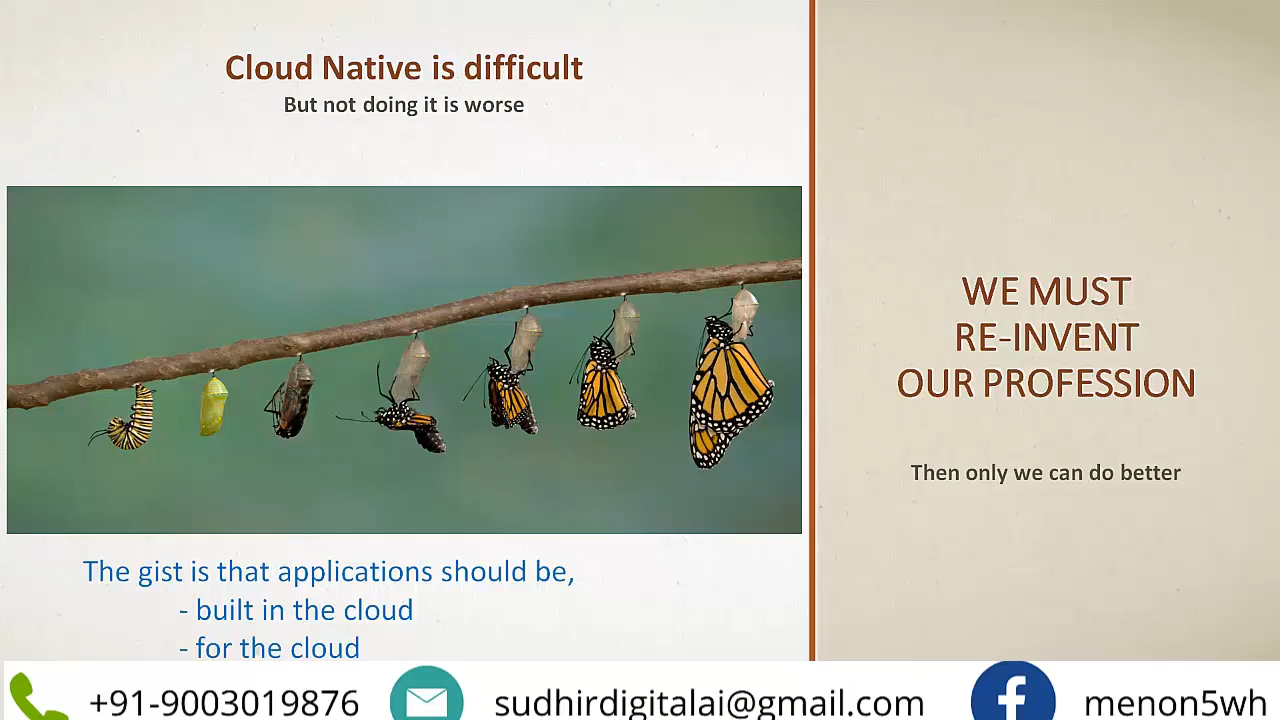 Cloud Native is difficult
But not doing it is worse
The gist is that applications should be,
- built in the cloud
- for the cloud
WE MUST
RE-INVENT
OUR PROFESSION
Then only we can do better
+91-9003019876
sudhirdigitalai@gmail.com
menon5wh